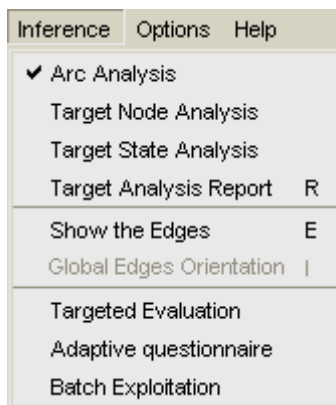 Inference Options Help
✔ Arc Analysis
Target Node Analysis
Target State Analysis
Target Analysis Report R
Show the Edges E
Global Edges Orientation I
Targeted Evaluation
Adaptive questionnaire
Batch Exploitation